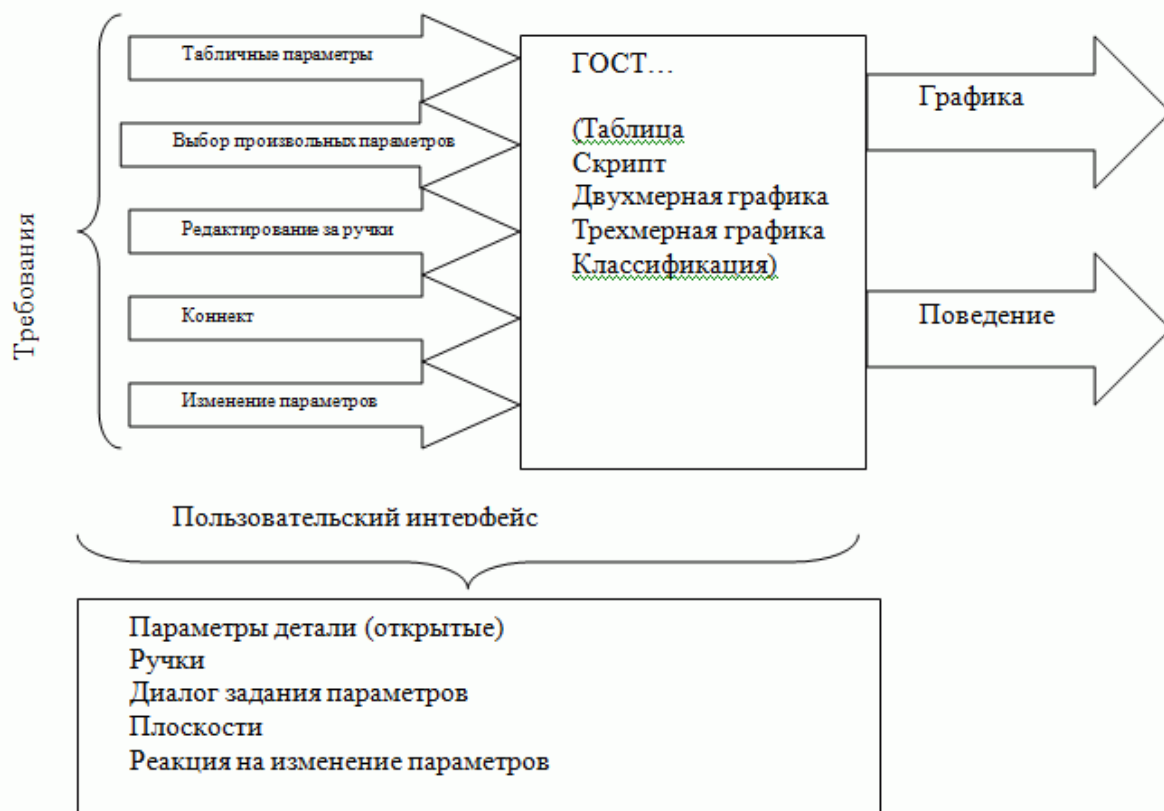 Требования
Табличные параметры
Выбор произвольных параметров
Редактирование за ручки
Коннект
Изменение параметров
ГОСТ…
(Таблица
Скрипт
Двухмерная графика
Трехмерная графика
Классификация)
Графика
Поведение
Пользовательский интерфейс
Параметры детали (открытые)
Ручки
Диалог задания параметров
Плоскости
Реакция на изменение параметров